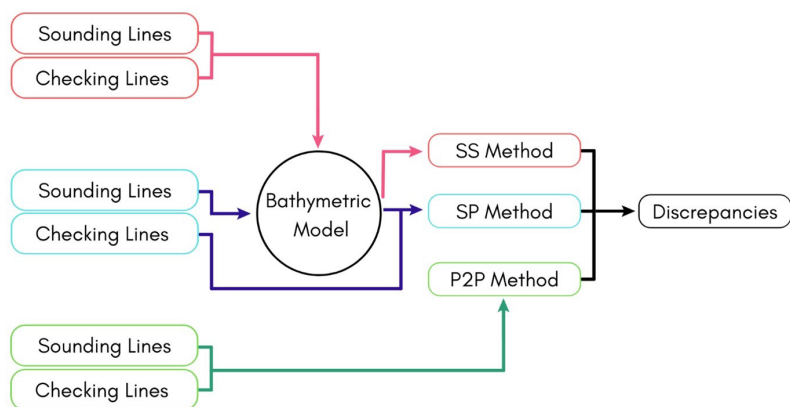 Sounding Lines
Checking Lines
SS Method
Sounding Lines
Checking Lines
Bathymetric
Model
SP Method
Discrepancies
P2P Method
Sounding Lines
Checking Lines